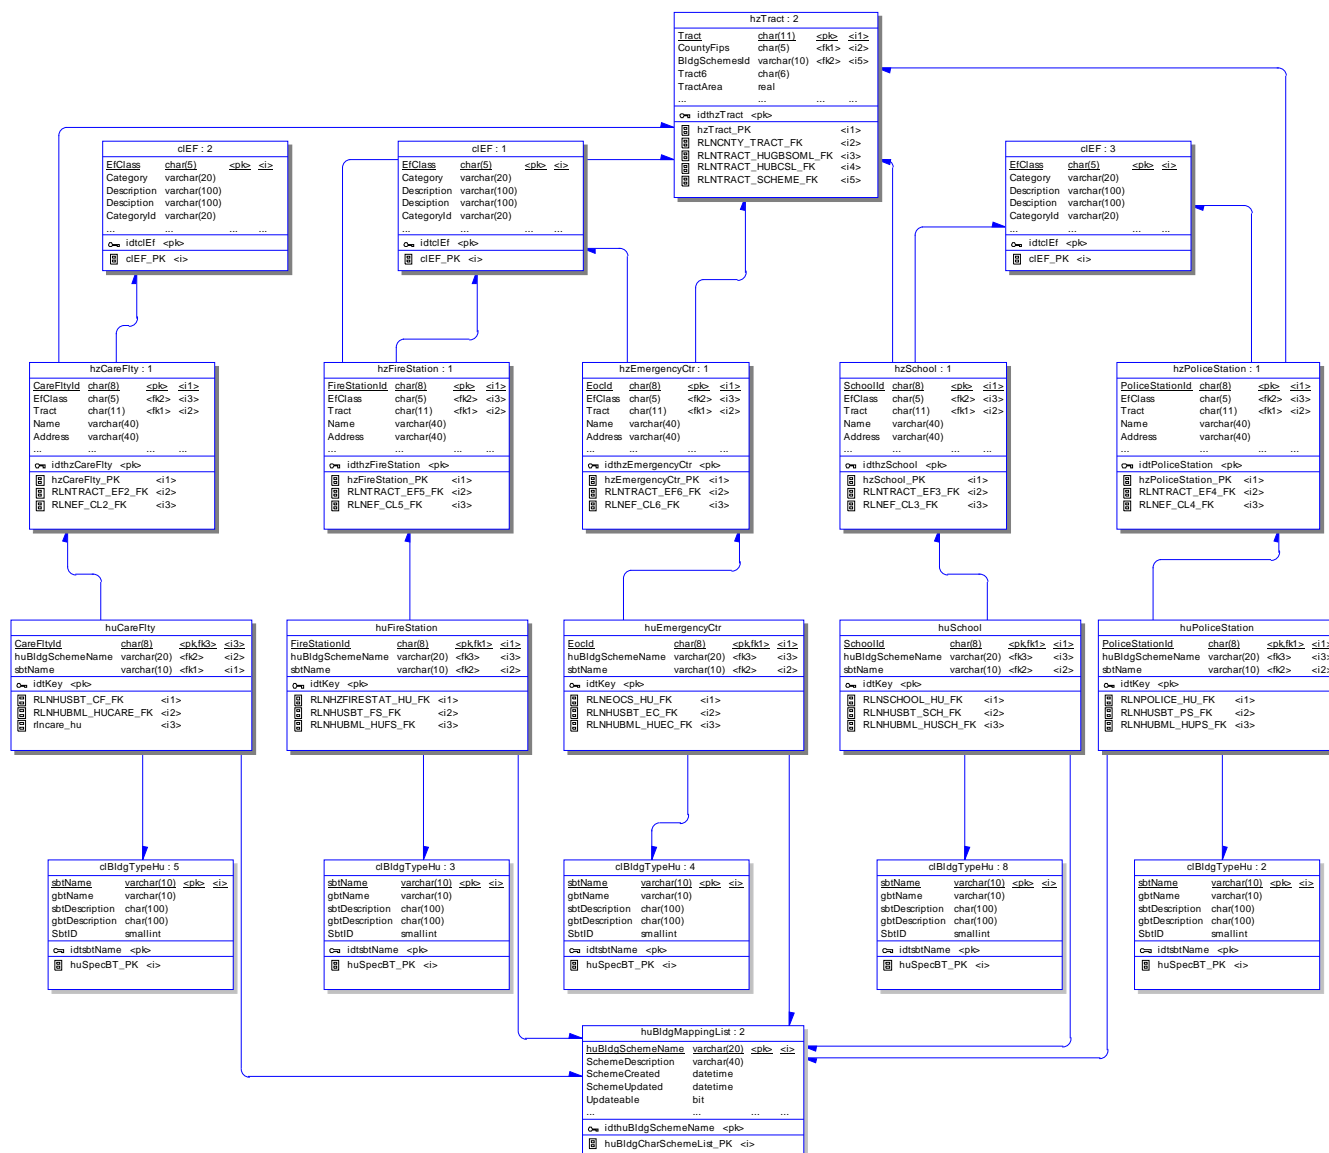 hzTract : 2
Tract char(11) <pk> <i1>
CountyFips char(5) <fk1> <i2>
BldgSchemesId varchar(10) <fk2> <i5>
Tract6 char(6)
TractArea real
... ... ... ...
idthzTract <pk>
hzTract_PK <i1>
RLNCNTY_TRACT_FK <i2>
RLNTRACT_HUGBSOML_FK <i3>
RLNTRACT_HUBCSL_FK <i4>
RLNTRACT_SCHEME_FK <i5>
clEF : 2
EfClass char(5) <pk> <i>
Category varchar(20)
Description varchar(100)
Desciption varchar(100)
CategoryId varchar(20)
... ... ... ...
idtclEf <pk>
clEF_PK <i>
clEF : 1
EfClass char(5) <pk> <i>
Category varchar(20)
Description varchar(100)
Desciption varchar(100)
CategoryId varchar(20)
... ... ... ...
idtclEf <pk>
clEF_PK <i>
clEF : 3
EfClass char(5) <pk> <i>
Category varchar(20)
Description varchar(100)
Desciption varchar(100)
CategoryId varchar(20)
... ... ... ...
idtclEf <pk>
clEF_PK <i>
hzCareFlty : 1
CareFltyId char(8) <pk> <i1>
EfClass char(5) <fk2> <i3>
Tract char(11) <fk1> <i2>
Name varchar(40)
Address varchar(40)
... ... ... ...
idthzCareFlty <pk>
hzCareFlty_PK <i1>
RLNTRACT_EF2_FK <i2>
RLNEF_CL2_FK <i3>
hzFireStation : 1
FireStationId char(8) <pk> <i1>
EfClass char(5) <fk2> <i3>
Tract char(11) <fk1> <i2>
Name varchar(40)
Address varchar(40)
... ... ... ...
idthzFireStation <pk>
hzFireStation_PK <i1>
RLNTRACT_EF5_FK <i2>
RLNEF_CL5_FK <i3>
hzEmergencyCtr : 1
EocId char(8) <pk> <i1>
EfClass char(5) <fk2> <i3>
Tract char(11) <fk1> <i2>
Name varchar(40)
Address varchar(40)
... ... ... ...
idthzEmergencyCtr <pk>
hzEmergencyCtr_PK <i1>
RLNTRACT_EF6_FK <i2>
RLNEF_CL6_FK <i3>
hzSchool : 1
SchoolId char(8) <pk> <i1>
EfClass char(5) <fk2> <i3>
Tract char(11) <fk1> <i2>
Name varchar(40)
Address varchar(40)
... ... ... ...
idthzSchool <pk>
hzSchool_PK <i1>
RLNTRACT_EF3_FK <i2>
RLNEF_CL3_FK <i3>
hzPoliceStation : 1
PoliceStationId char(8) <pk> <i1>
EfClass char(5) <fk2> <i3>
Tract char(11) <fk1> <i2>
Name varchar(40)
Address varchar(40)
... ... ... ...
idtPoliceStation <pk>
hzPoliceStation_PK <i1>
RLNTRACT_EF4_FK <i2>
RLNEF_CL4_FK <i3>
huCareFlty
CareFltyId char(8) <pk,fk3> <i3>
huBldgSchemeName varchar(20) <fk2> <i2>
sbtName varchar(10) <fk1> <i1>
idtKey <pk>
RLNHUSBT_CF_FK <i1>
RLNHUBML_HUCARE_FK <i2>
rlncare_hu <i3>
huFireStation
FireStationId char(8) <pk,fk1> <i1>
huBldgSchemeName varchar(20) <fk3> <i3>
sbtName varchar(10) <fk2> <i2>
idtKey <pk>
RLNHZFIRESTAT_HU_FK <i1>
RLNHUSBT_FS_FK <i2>
RLNHUBML_HUFS_FK <i3>
huEmergencyCtr
EocId char(8) <pk,fk1> <i1>
huBldgSchemeName varchar(20) <fk3> <i3>
sbtName varchar(10) <fk2> <i2>
idtKey <pk>
RLNEOCS_HU_FK <i1>
RLNHUSBT_EC_FK <i2>
RLNHUBML_HUEC_FK <i3>
huSchool
SchoolId char(8) <pk,fk1> <i1>
huBldgSchemeName varchar(20) <fk3> <i3>
sbtName varchar(10) <fk2> <i2>
idtKey <pk>
RLNSCHOOL_HU_FK <i1>
RLNHUSBT_SCH_FK <i2>
RLNHUBML_HUSCH_FK <i3>
huPoliceStation
PoliceStationId char(8) <pk,fk1> <i1>
huBldgSchemeName varchar(20) <fk3> <i3>
sbtName varchar(10) <fk2> <i2>
idtKey <pk>
RLNPOLICE_HU_FK <i1>
RLNHUSBT_PS_FK <i2>
RLNHUBML_HUPS_FK <i3>
clBldgTypeHu : 5
sbtName varchar(10) <pk> <i>
gbtName varchar(10)
sbtDescription char(100)
gbtDescription char(100)
SbtID smallint
idtsbtName <pk>
huSpecBT_PK <i>
clBldgTypeHu : 3
sbtName varchar(10) <pk> <i>
gbtName varchar(10)
sbtDescription char(100)
gbtDescription char(100)
SbtID smallint
idtsbtName <pk>
huSpecBT_PK <i>
clBldgTypeHu : 4
sbtName varchar(10) <pk> <i>
gbtName varchar(10)
sbtDescription char(100)
gbtDescription char(100)
SbtID smallint
idtsbtName <pk>
huSpecBT_PK <i>
clBldgTypeHu : 8
sbtName varchar(10) <pk> <i>
gbtName varchar(10)
sbtDescription char(100)
gbtDescription char(100)
SbtID smallint
idtsbtName <pk>
huSpecBT_PK <i>
clBldgTypeHu : 2
sbtName varchar(10) <pk> <i>
gbtName varchar(10)
sbtDescription char(100)
gbtDescription char(100)
SbtID smallint
idtsbtName <pk>
huSpecBT_PK <i>
huBldgMappingList : 2
huBldgSchemeName varchar(20) <pk> <i>
SchemeDescription varchar(40)
SchemeCreated datetime
SchemeUpdated datetime
Updateable bit
... ... ... ...
idthuBldgSchemeName <pk>
huBldgCharSchemeList_PK <i>